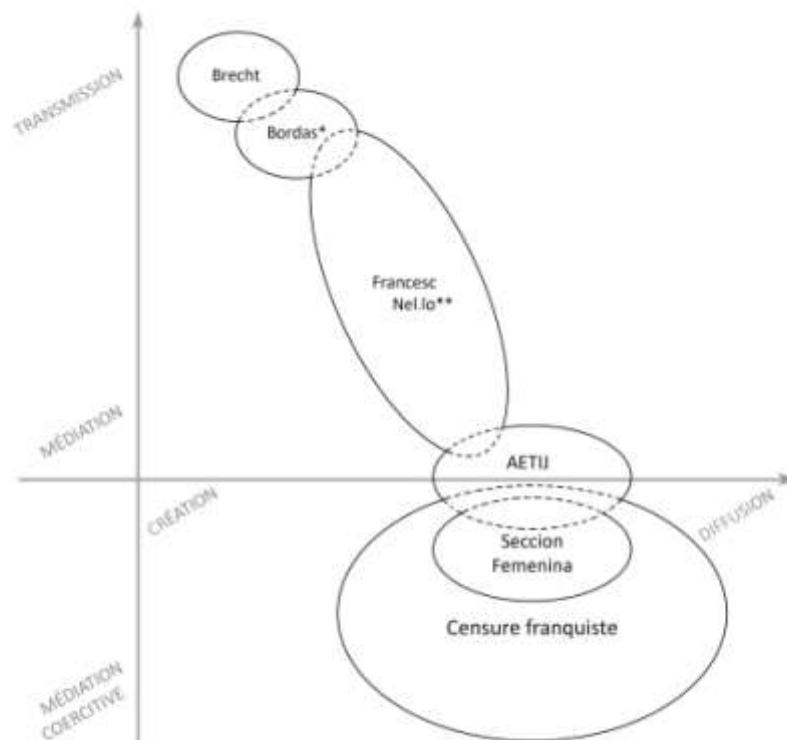 TRANSMISSION
Brecht
Bordas*
Francesc
Nel.lo**
MÉDIATION
AETIJ
CRÉATION
DIFFUSION
Seccion
Femenina
Censure franquiste
MÉDIATION
COERCITIVE